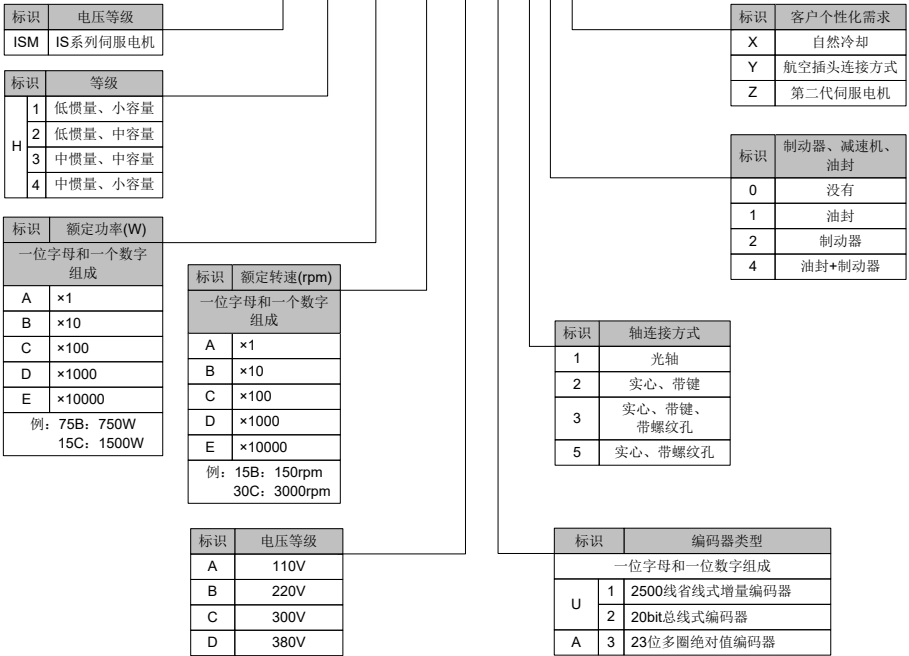 标识 电压等级
ISM IS系列伺服电机
标识 等级
H
1 低惯量、小容量
2 低惯量、中容量
3 中惯量、中容量
4 中惯量、小容量
标识 额定功率(W)
一位字母和一个数字
组成
A ×1
B ×10
C ×100
D ×1000
E ×10000
例：75B：750W
15C：1500W
标识 额定转速(rpm)
一位字母和一个数字
组成
A ×1
B ×10
C ×100
D ×1000
E ×10000
例：15B：150rpm
30C：3000rpm
标识 电压等级
A 110V
B 220V
C 300V
D 380V
标识 客户个性化需求
X 自然冷却
Y 航空插头连接方式
Z 第二代伺服电机
标识 制动器、减速机、
油封
0 没有
1 油封
2 制动器
4 油封+制动器
标识 轴连接方式
1 光轴
2 实心、带键
3 实心、带键、
带螺纹孔
5 实心、带螺纹孔
标识 编码器类型
一位字母和一位数字组成
U
1 2500线省线式增量编码器
2 20bit总线式编码器
A 3 23位多圈绝对值编码器